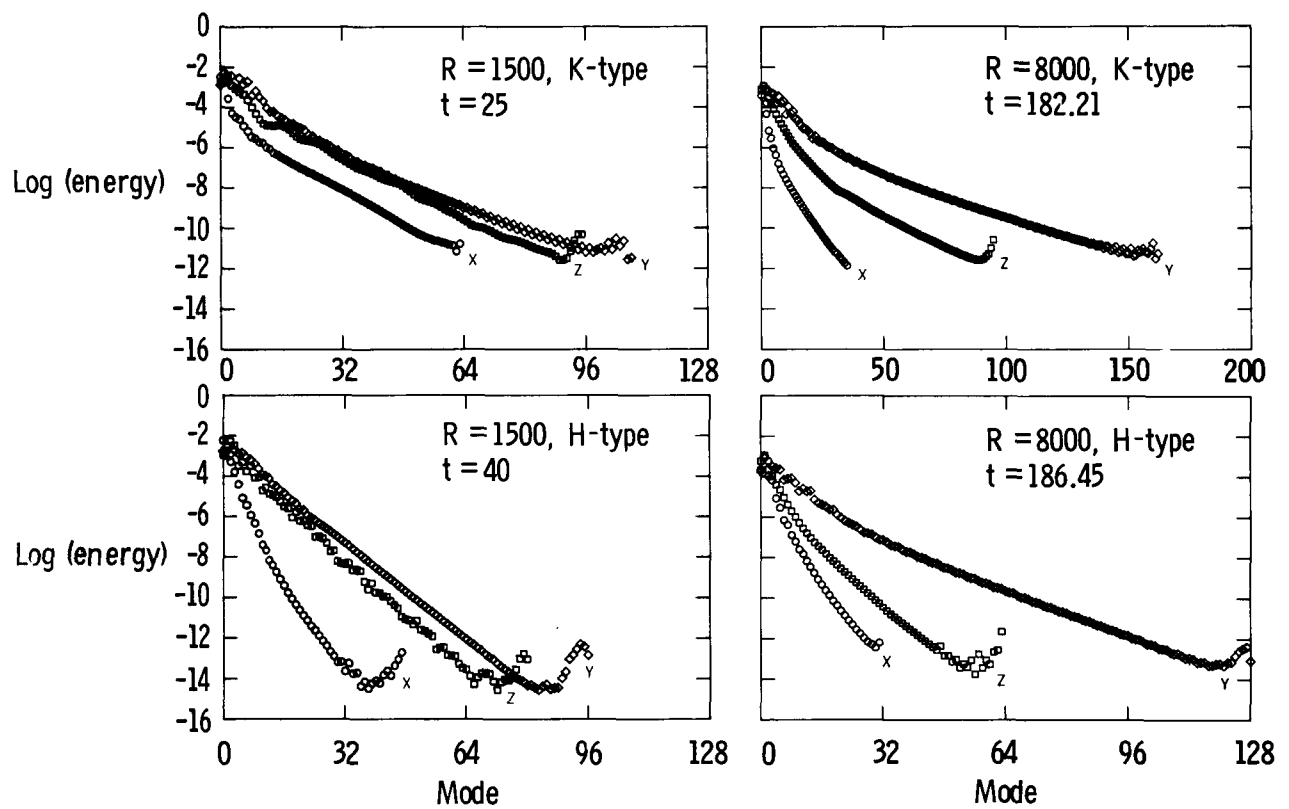 0
-2
-4
-6
-8
-10
-12
-14
-16
Log (energy)
R = 1500, K-type
t = 25
X
Z
Y
0 32 64 96 128
R = 8000, K-type
t = 182.21
X
Z
Y
0 50 100 150 200
0
-2
-4
-6
-8
-10
-12
-14
-16
Log (energy)
R = 1500, H-type
t = 40
X
Z
Y
0 32 64 96 128
Mode
R = 8000, H-type
t = 186.45
X
Z
Y
0 32 64 96 128
Mode